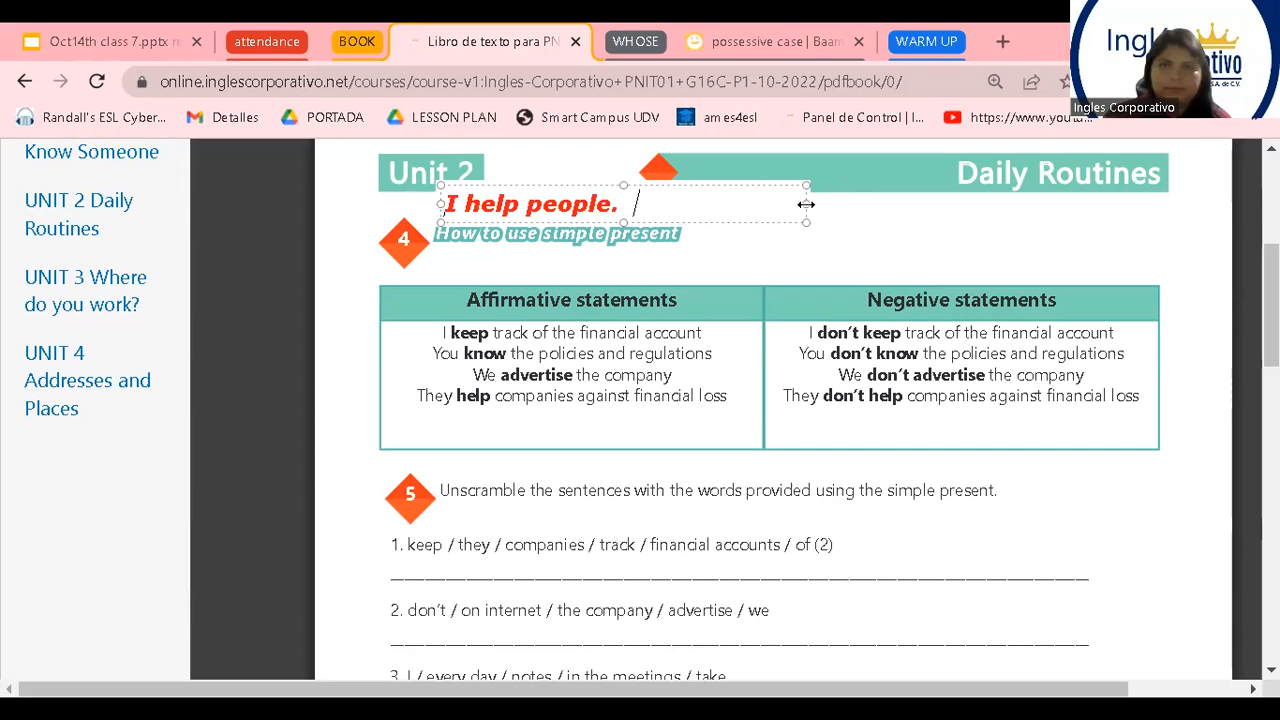 Oct14th class 7.pptx
attendance
BOOK
Libro de texto para PN
WHOSE
possessive case | Baam
WARM UP
online.inglescorporativo.net/courses/course-v1:Ingles-Corporativo+PNIT01+G16C-P1-10-2022/pdfbook/0/
Randall's ESL Cyber...
Detalles
PORTADA
LESSON PLAN
Smart Campus UDV
ames4esl
Panel de Control | I...
https://www.yout
Ingles Corporativo
Know Someone
UNIT 2 Daily
Routines
UNIT 3 Where
do you work?
UNIT 4
Addresses and
Places
Unit 2
Daily Routines
I help people.
4
How to use simple present
Affirmative statements
Negative statements
I keep track of the financial account
You know the policies and regulations
We advertise the company
They help companies against financial loss
I don't keep track of the financial account
You don't know the policies and regulations
We don't advertise the company
They don't help companies against financial loss
5
Unscramble the sentences with the words provided using the simple present.
1. keep / they / companies / track / financial accounts / of (2)
2. don't / on internet / the company / advertise / we
3. I / every day / notes / in the meetings / take